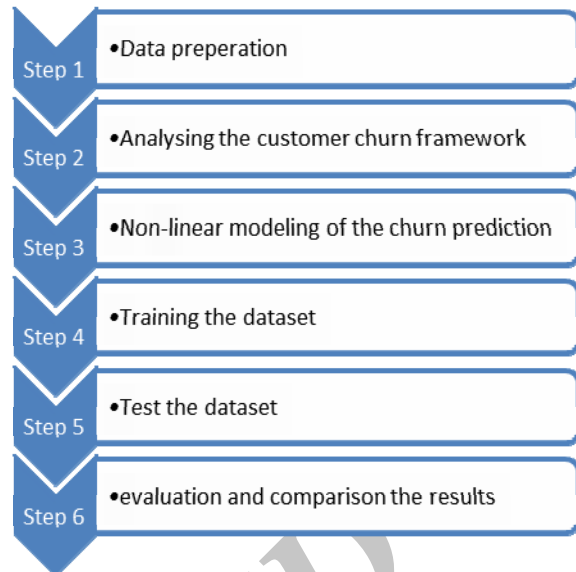 Step 1
•Data preperation
Step 2
•Analysing the customer churn framework
Step 3
•Non-linear modeling of the churn prediction
Step 4
•Training the dataset
Step 5
•Test the dataset
Step 6
•evaluation and comparison the results